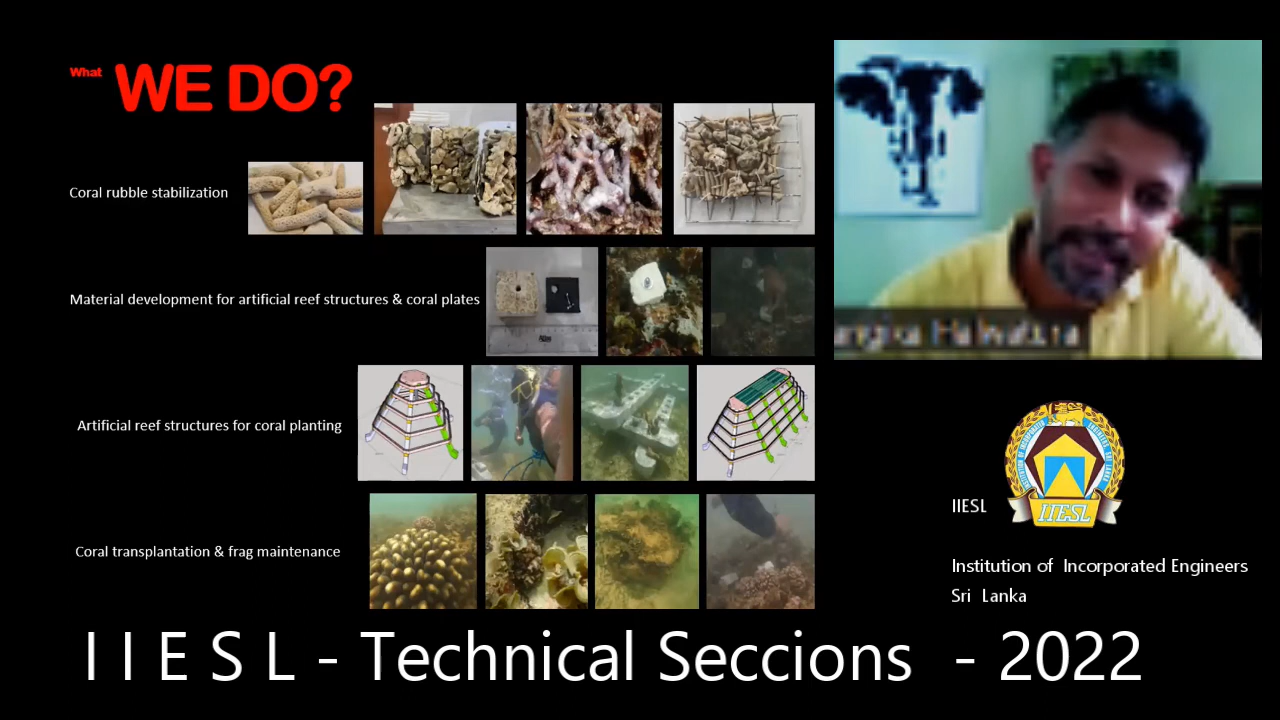 What WE DO?
Coral rubble stabilization
Material development for artificial reef structures & coral plates
Artificial reef structures for coral planting
Coral transplantation & frag maintenance
IIESL
IIESL
Institution of Incorporated Engineers
Sri Lanka
I I E S L - Technical Seccions - 2022